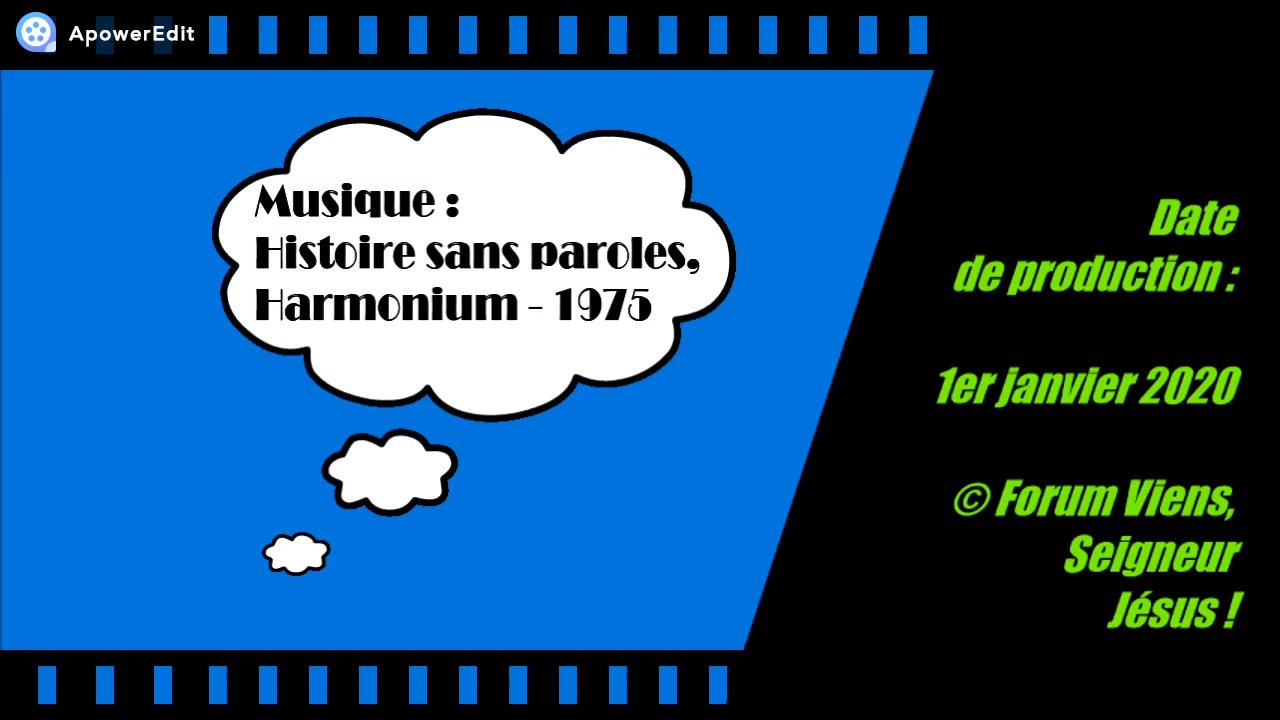 ApowerEdit
Musique :
Histoire sans paroles,
Harmonium - 1975
Date
de production :
1er janvier 2020
© Forum Viens,
Seigneur
Jésus !